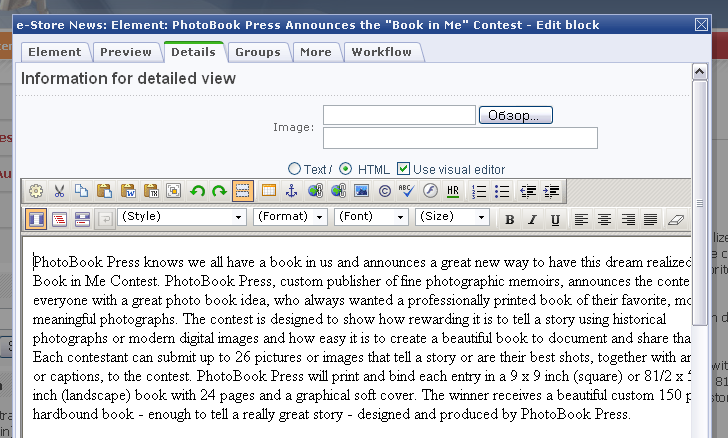 e-Store News: Element: PhotoBook Press Announces the "Book in Me" Contest - Edit block
Element Preview Details Groups More Workflow
Information for detailed view
Image: Обзор...
Text / HTML Use visual editor
W TX © ABC HR
(Style) (Format) (Font) (Size) B I U
PhotoBook Press knows we all have a book in us and announces a great new way to have this dream realized
Book in Me Contest. PhotoBook Press, custom publisher of fine photographic memoirs, announces the conte
everyone with a great photo book idea, who always wanted a professionally printed book of their favorite, mo
meaningful photographs. The contest is designed to show how rewarding it is to tell a story using historical
photographs or modern digital images and how easy it is to create a beautiful book to document and share tha
Each contestant can submit up to 26 pictures or images that tell a story or are their best shots, together with an
or captions, to the contest. PhotoBook Press will print and bind each entry in a 9 x 9 inch (square) or 81/2 x 5
inch (landscape) book with 24 pages and a graphical soft cover. The winner receives a beautiful custom 150 p
hardbound book - enough to tell a really great story - designed and produced by PhotoBook Press.